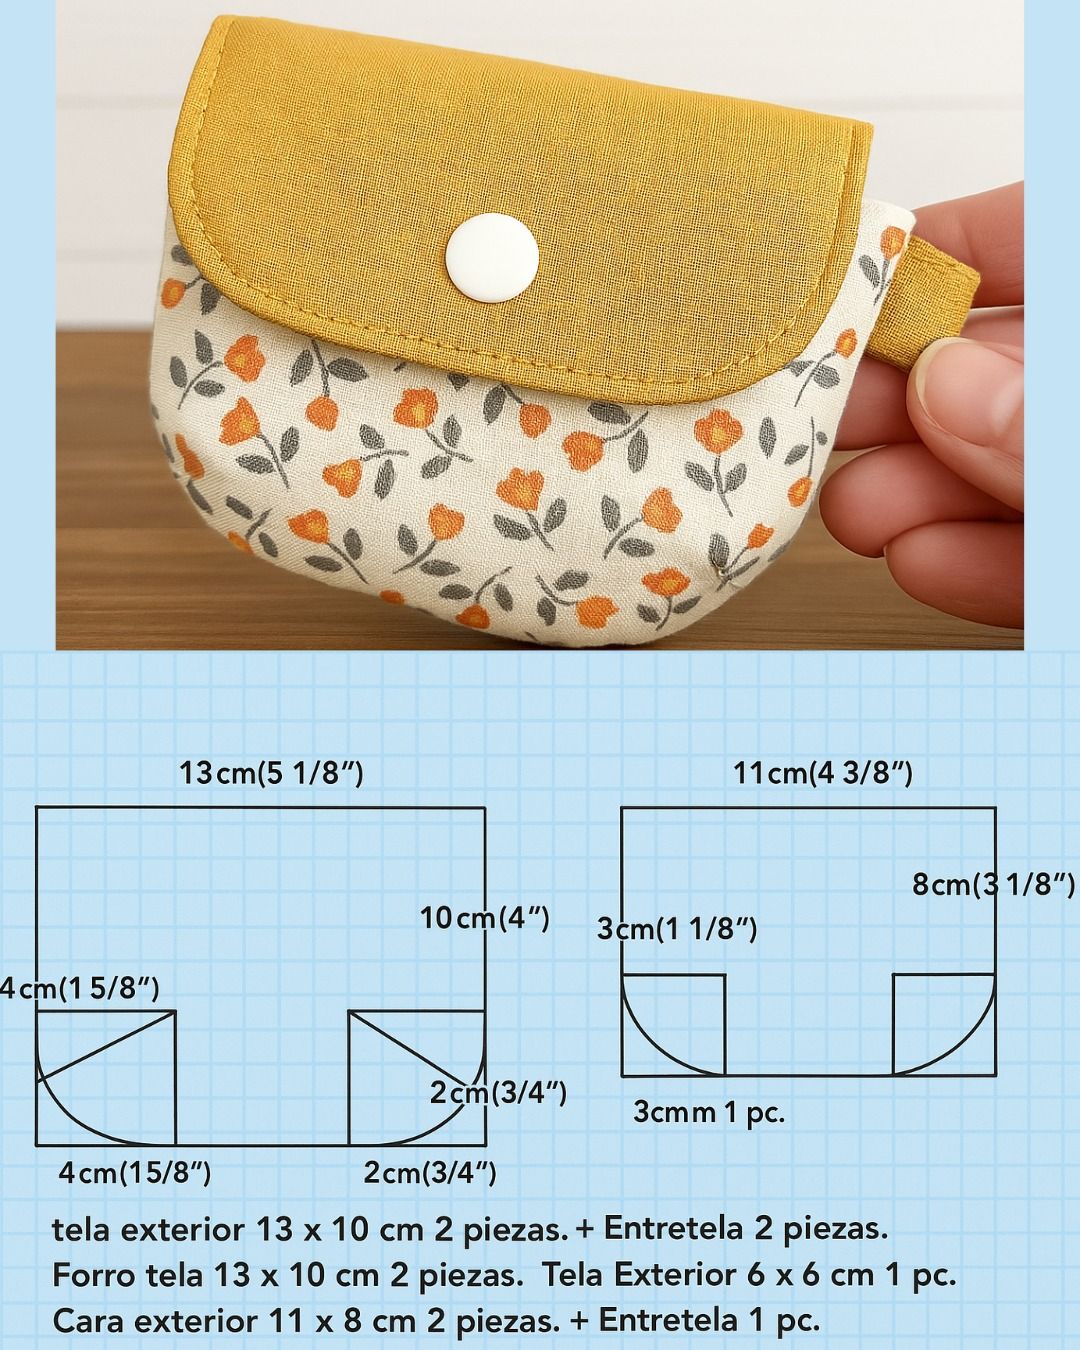 13cm(5 1/8")
11cm(4 3/8")
8cm(3 1/8")
10cm(4")
3cm(1 1/8")
4cm(1 5/8")
2cm(3/4")
3cmm 1 pc.
4cm(15/8")
2cm(3/4")
tela exterior 13 x 10 cm 2 piezas. + Entretela 2 piezas.
Forro tela 13 x 10 cm 2 piezas. Tela Exterior 6 x 6 cm 1 pc.
Cara exterior 11 x 8 cm 2 piezas. + Entretela 1 pc.